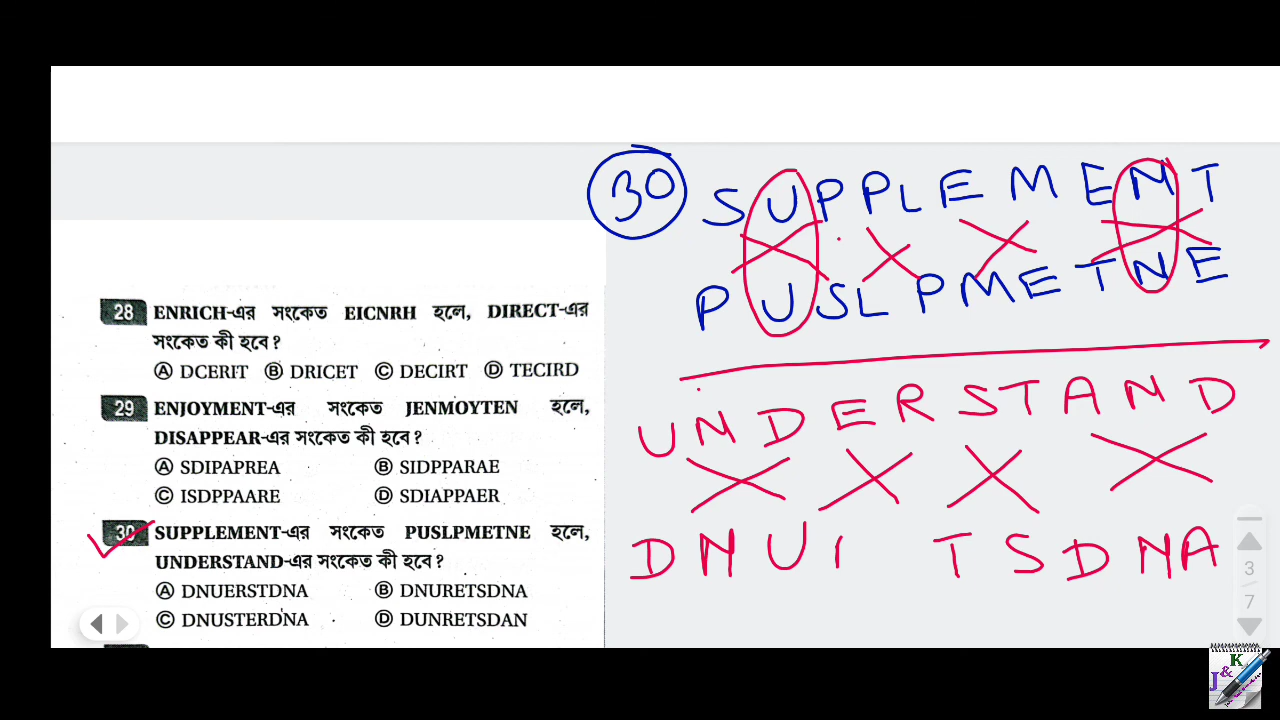 28 ENRICH-এর সংকেত EICNRH হলে, DIRECT-এর
সংকেত কী হবে?
Ⓐ DCERIT Ⓑ DRICET Ⓒ DECIRT Ⓓ TECIRD
29 ENJOYMENT-এর সংকেত JENMOYTEN হলে,
DISAPPEAR-এর সংকেত কী হবে?
Ⓐ SDIPAPREA Ⓑ SIDPPARAE
Ⓒ ISDPPAARE Ⓓ SDIAPPAER
30 SUPPLEMENT-এর সংকেত PUSLPMETNE হলে,
UNDERSTAND-এর সংকেত কী হবে?
Ⓐ DNUERSTDNA Ⓑ DNURETSDNA
Ⓒ DNUSTERDNA Ⓓ DUNRETSDAN
30 SUPPLEMENT
PUSLPMETNE
UNDERSTAND
DNU TSDNA
3
7
J&K